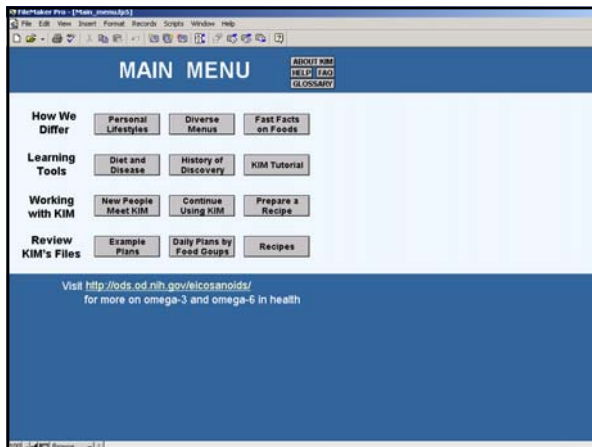 FileMaker Pro - [Main_menu.fp5]
File Edit View Insert Format Records Scripts Window Help
MAIN MENU
ABOUT KIM
HELP FAQ
GLOSSARY
How We
Differ
Personal
Lifestyles
Diverse
Menus
Fast Facts
on Foods
Learning
Tools
Diet and
Disease
History of
Discovery
KIM Tutorial
Working
with KIM
New People
Meet KIM
Continue
Using KIM
Prepare a
Recipe
Review
KIM's Files
Example
Plans
Daily Plans by
Food Goups
Recipes
Visit http://ods.od.nih.gov/eicosanoids/
for more on omega-3 and omega-6 in health